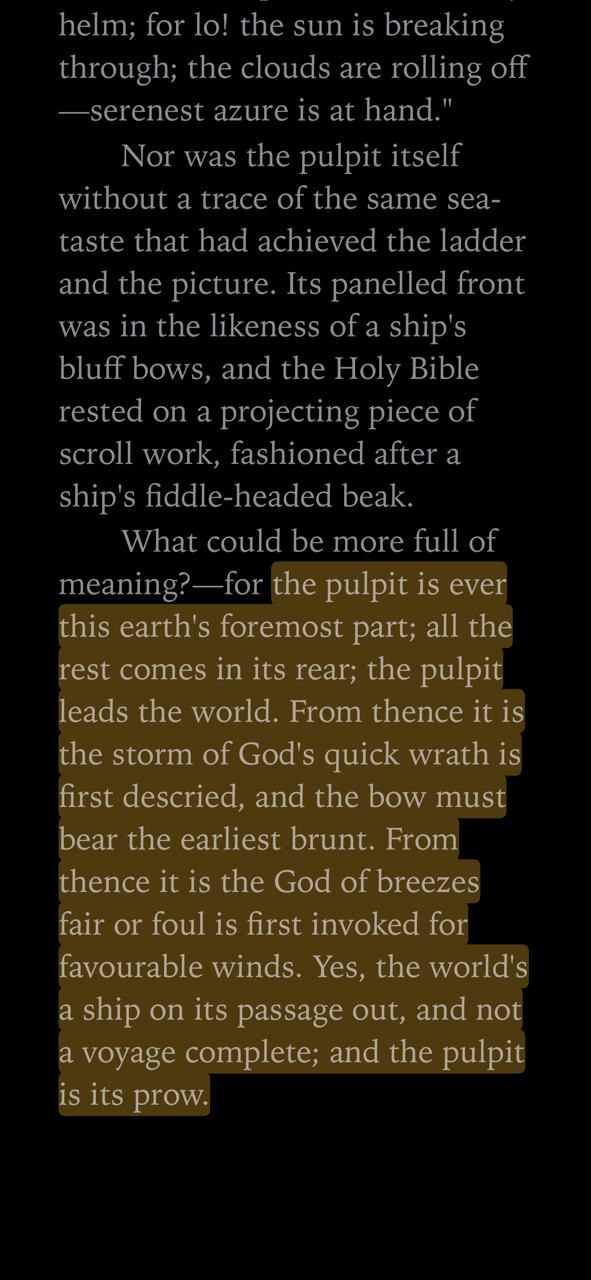 helm; for lo! the sun is breaking
through; the clouds are rolling off
—serenest azure is at hand."
Nor was the pulpit itself
without a trace of the same sea-
taste that had achieved the ladder
and the picture. Its panelled front
was in the likeness of a ship's
bluff bows, and the Holy Bible
rested on a projecting piece of
scroll work, fashioned after a
ship's fiddle-headed beak.
What could be more full of
meaning?—for the pulpit is ever
this earth's foremost part; all the
rest comes in its rear; the pulpit
leads the world. From thence it is
the storm of God's quick wrath is
first descried, and the bow must
bear the earliest brunt. From
thence it is the God of breezes
fair or foul is first invoked for
favourable winds. Yes, the world's
a ship on its passage out, and not
a voyage complete; and the pulpit
is its prow.